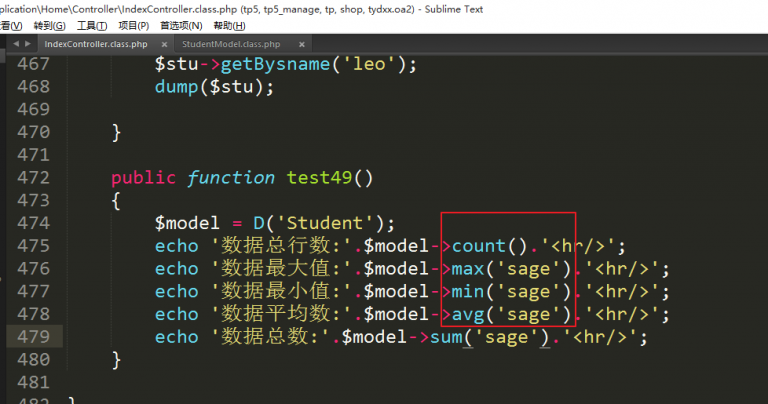 plication\Home\Controller\IndexController.class.php (tp5, tp5_manage, tp, shop, tydxx.oa2) - Sublime Text
看(V) 转到(G) 工具(T) 项目(P) 首选项(N) 帮助(H)
IndexController.class.php × StudentModel.class.php ×
467 $stu->getBysname('leo');
468 dump($stu);
469
470 }
471
472 public function test49()
473 {
474 $model = D('Student');
475 echo '数据总行数:'.$model->count().'<hr/>';
476 echo '数据最大值:'.$model->max('sage').'<hr/>';
477 echo '数据最小值:'.$model->min('sage').'<hr/>';
478 echo '数据平均数:'.$model->avg('sage').'<hr/>';
479 echo '数据总数:'.$model->sum('sage').'<hr/>';
480 }
481
482 }